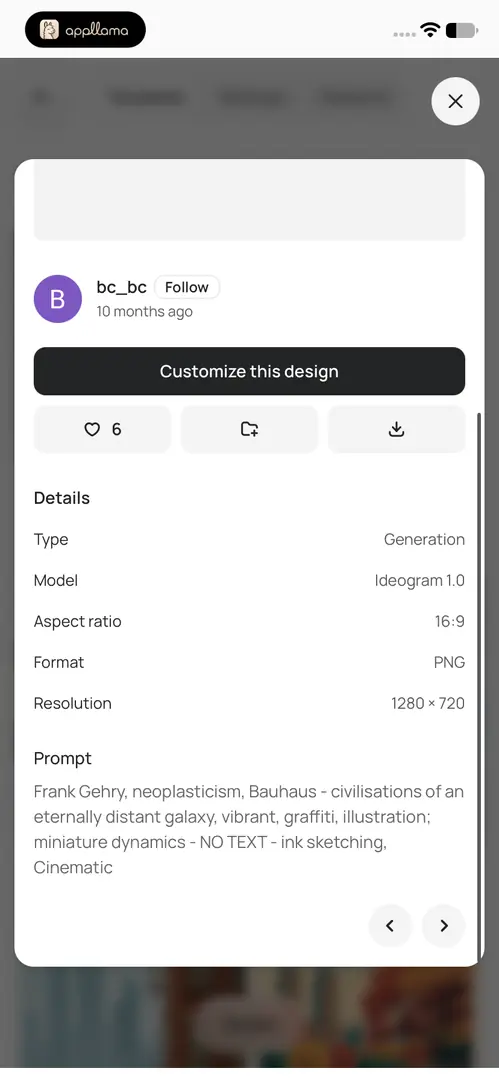 appllama
B
bc_bc Follow
10 months ago
Customize this design
6
Details
Type Generation
Model Ideogram 1.0
Aspect ratio 16:9
Format PNG
Resolution 1280 × 720
Prompt
Frank Gehry, neoplasticism, Bauhaus - civilisations of an
eternally distant galaxy, vibrant, graffiti, illustration;
miniature dynamics - NO TEXT - ink sketching,
Cinematic